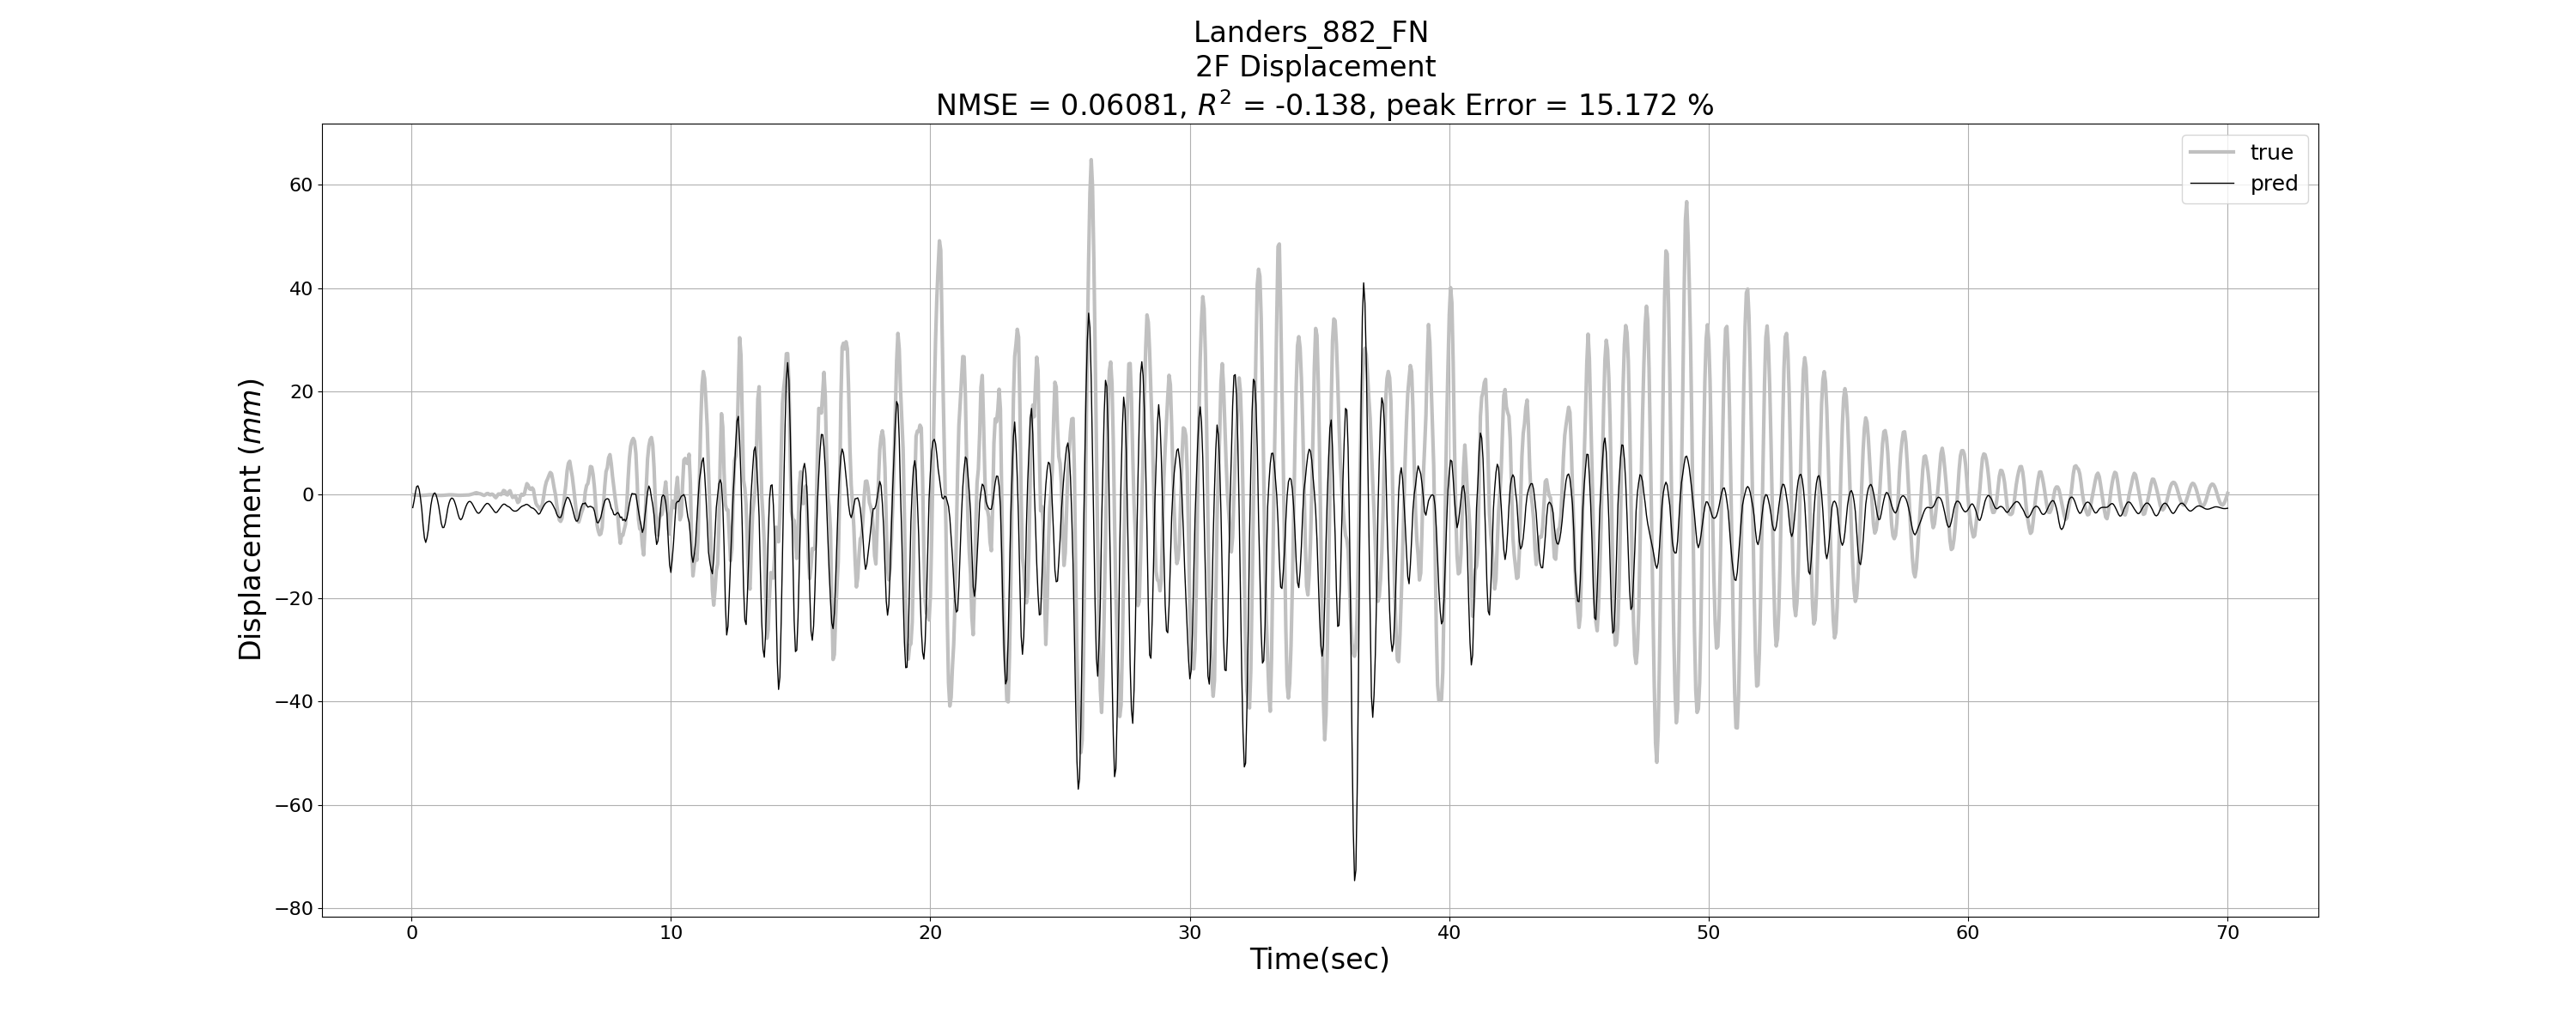 Landers_882_FN
2F Displacement
NMSE = 0.06081, R² = -0.138, peak Error = 15.172 %
true
pred
Displacement (mm)
60
40
20
0
−20
−40
−60
−80
0 10 20 30 40 50 60 70
Time(sec)